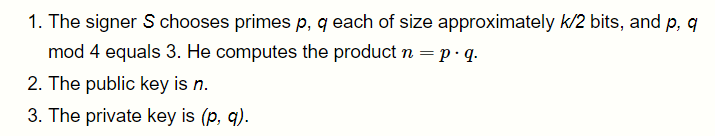 1. The signer S chooses primes p, q each of size approximately k/2 bits, and p, q
mod 4 equals 3. He computes the product n = p · q.
2. The public key is n.
3. The private key is (p, q).